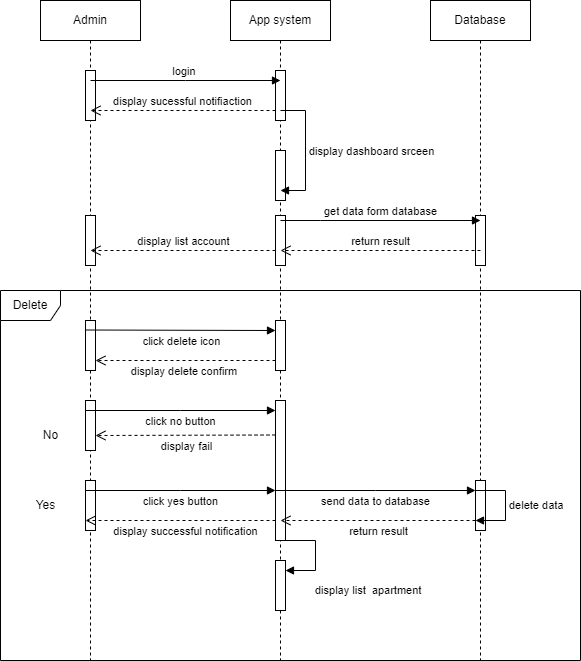 Admin
App system
Database
login
display sucessful notifiaction
display dashboard srceen
get data form database
display list account
return result
Delete
click delete icon
display delete confirm
click no button
No
display fail
Yes
click yes button
send data to database
delete data
display successful notification
return result
display list apartment